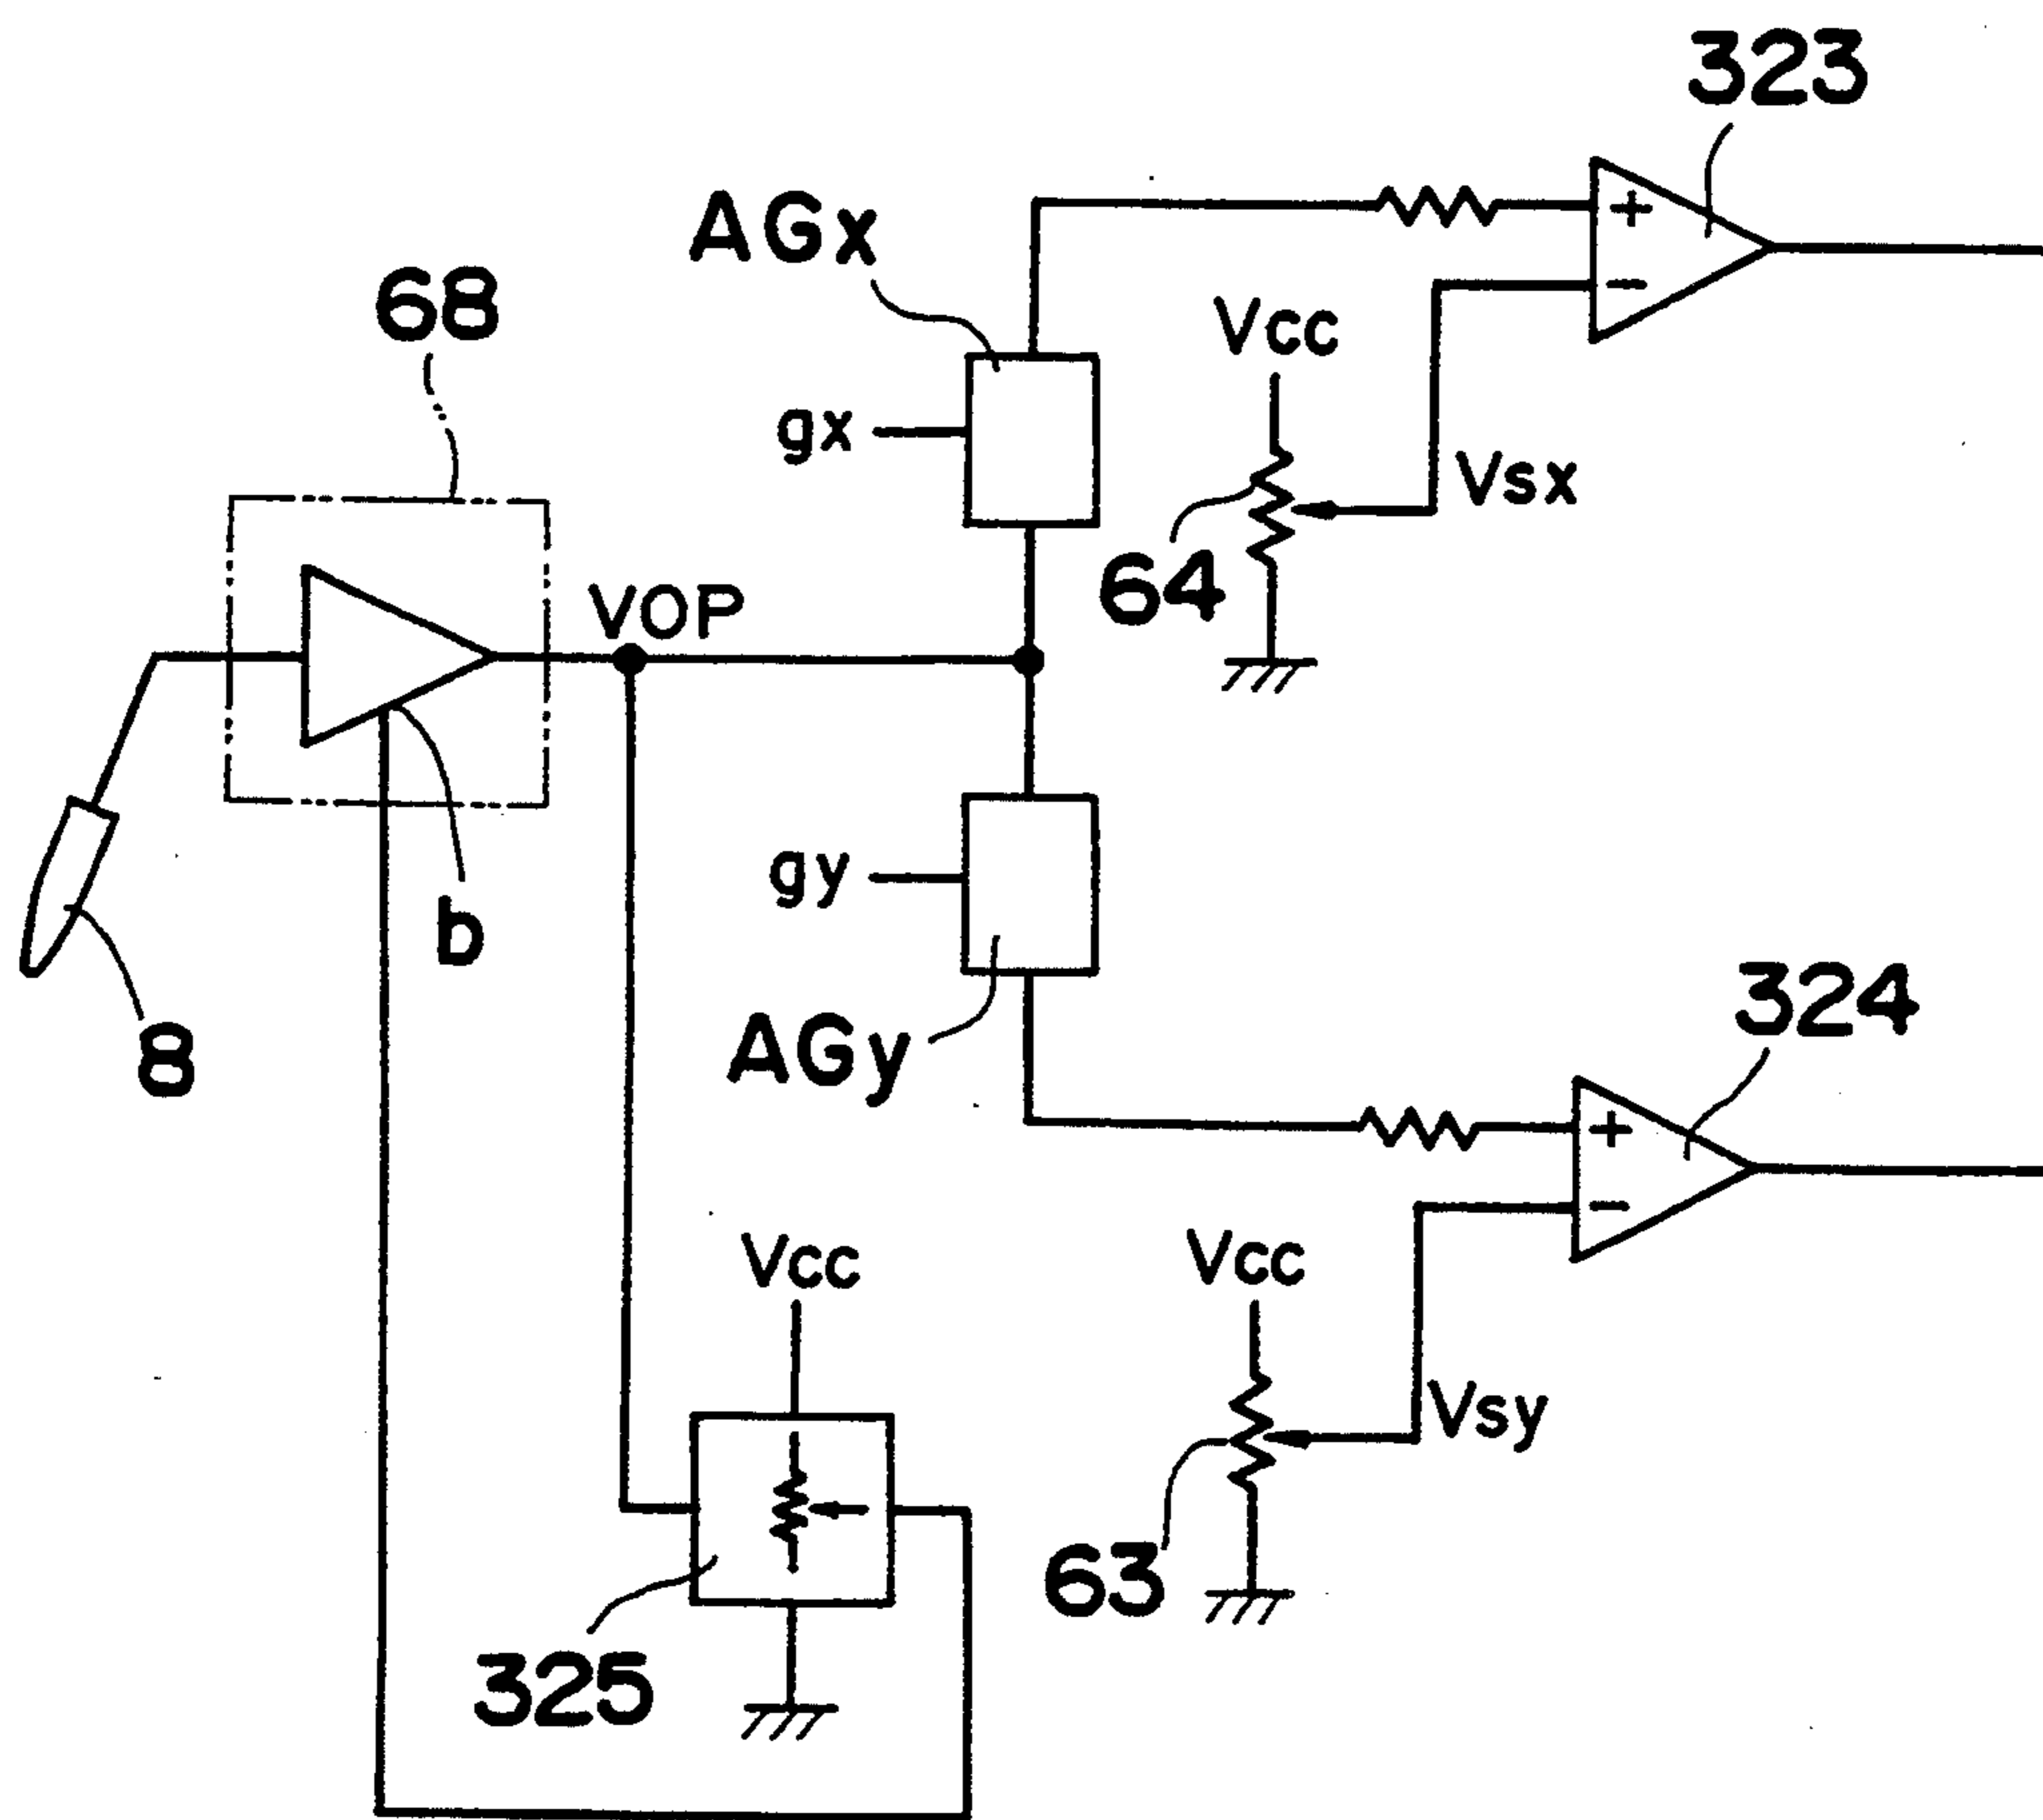 323
AGx
68
Vcc
gx
Vsx
64
VOP
+
-
gy
b
324
AGy
8
+
-
Vcc
Vcc
Vsy
63
325